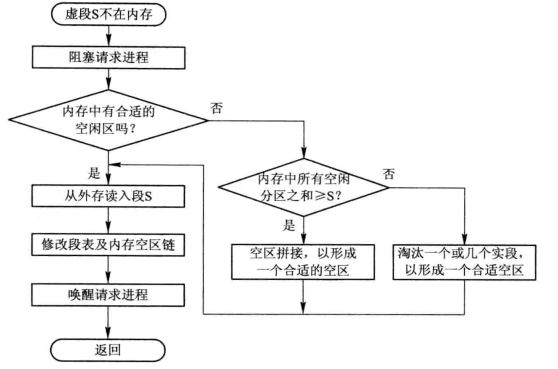 虚段S不在内存
阻塞请求进程
内存中有合适的
空闲区吗?
否
是
内存中所有空闲
分区之和≥S?
否
是
从外存读入段S
修改段表及内存空区链
唤醒请求进程
返回
空区拼接，以形成
一个合适的空区
淘汰一个或几个实段，
以形成一个合适空区